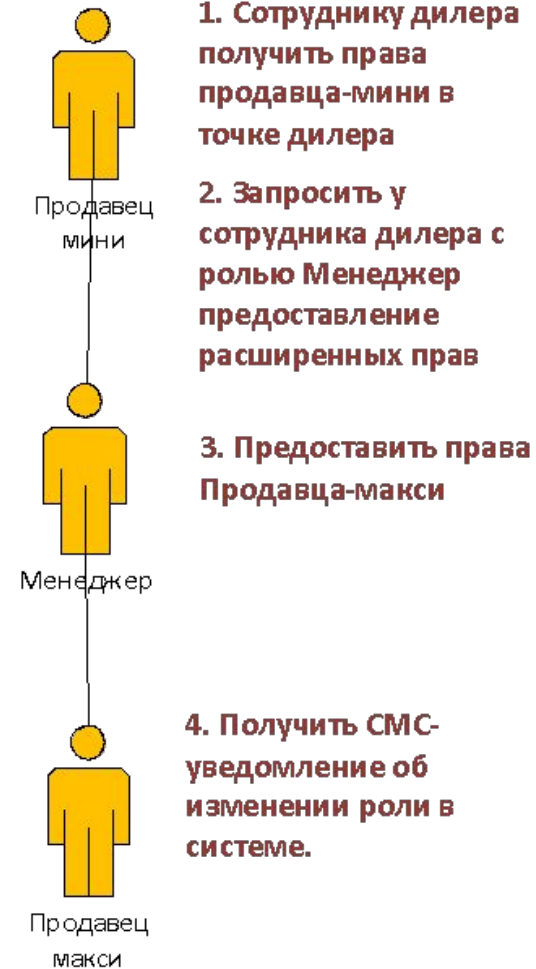 1. Сотруднику дилера
получить права
продавца-мини в
точке дилера
Продавец
мини
2. Запросить у
сотрудника дилера с
ролью Менеджер
предоставление
расширенных прав
3. Предоставить права
Продавца-макси
Менеджер
4. Получить СМС-
уведомление об
изменении роли в
системе.
Продавец
макси